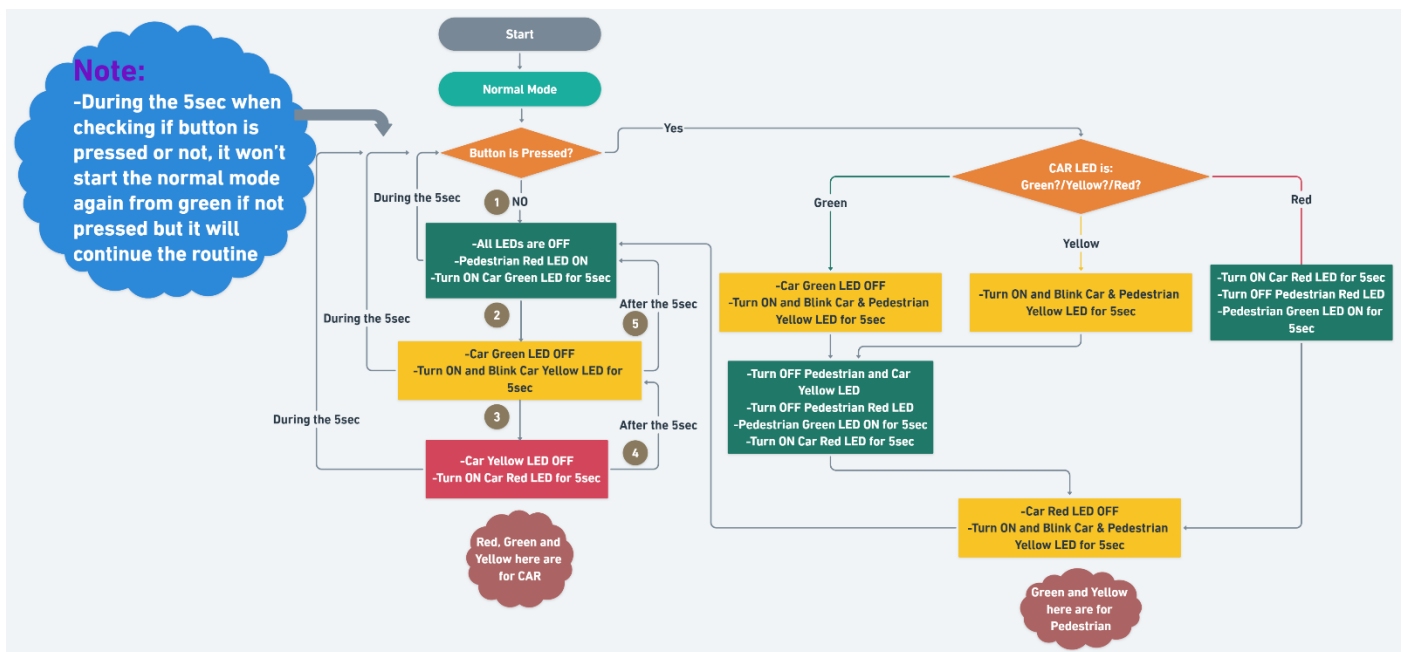 Start
Normal Mode
Note:
-During the 5sec when
checking if button is
pressed or not, it won't
start the normal mode
again from green if not
pressed but it will
continue the routine
Button is Pressed?
Yes
CAR LED is:
Green?/Yellow?/Red?
Green
Yellow
Red
During the 5sec
1
NO
-All LEDs are OFF
-Pedestrian Red LED ON
-Turn ON Car Green LED for 5sec
During the 5sec
2
After the 5sec
5
-Car Green LED OFF
-Turn ON and Blink Car Yellow LED for
5sec
During the 5sec
3
After the 5sec
4
-Car Yellow LED OFF
-Turn ON Car Red LED for 5sec
Red, Green and
Yellow here are
for CAR
-Car Green LED OFF
-Turn ON and Blink Car & Pedestrian
Yellow LED for 5sec
-Turn ON and Blink Car & Pedestrian
Yellow LED for 5sec
-Turn ON Car Red LED for 5sec
-Turn OFF Pedestrian Red LED
-Pedestrian Green LED ON for
5sec
-Turn OFF Pedestrian and Car
Yellow LED
-Turn OFF Pedestrian Red LED
-Pedestrian Green LED ON for 5sec
-Turn ON Car Red LED for 5sec
-Car Red LED OFF
-Turn ON and Blink Car & Pedestrian
Yellow LED for 5sec
Green and Yellow
here are for
Pedestrian